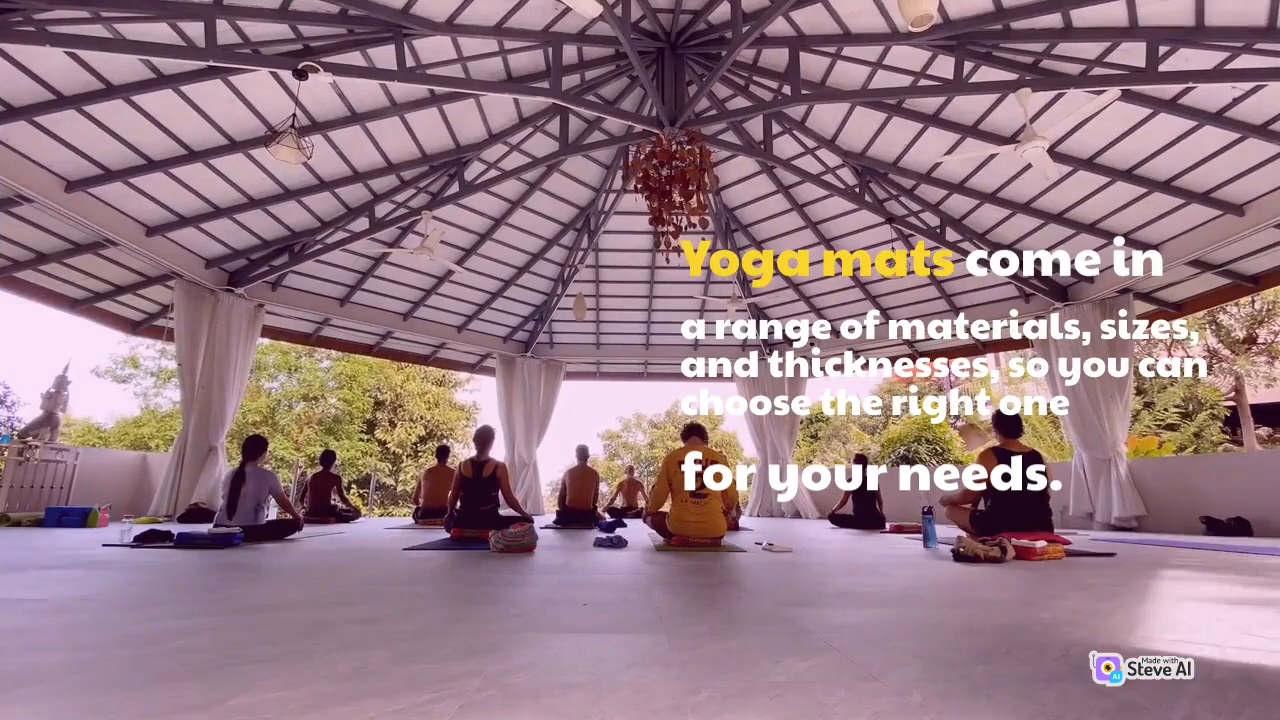 Yoga mats come in
a range of materials, sizes,
and thicknesses, so you can
choose the right one
for your needs.
Made with
Steve AI
AI